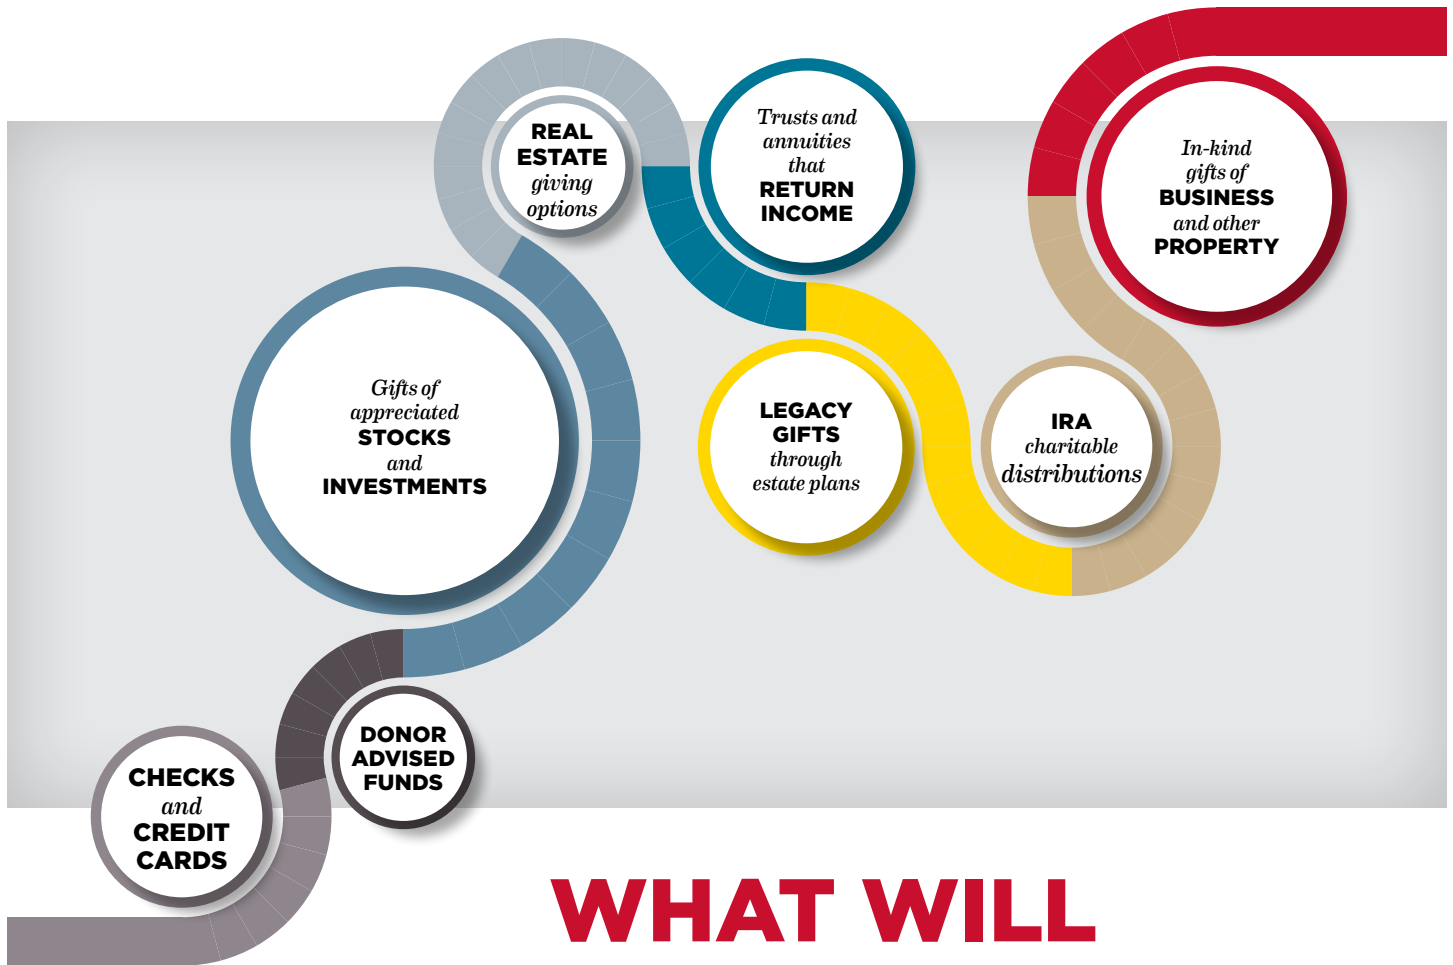 REAL
ESTATE
giving
options
Trusts and
annuities
that
RETURN
INCOME
In-kind
gifts of
BUSINESS
and other
PROPERTY
Gifts of
appreciated
STOCKS
and
INVESTMENTS
LEGACY
GIFTS
through
estate plans
IRA
charitable
distributions
DONOR
ADVISED
FUNDS
CHECKS
and
CREDIT
CARDS
WHAT WILL